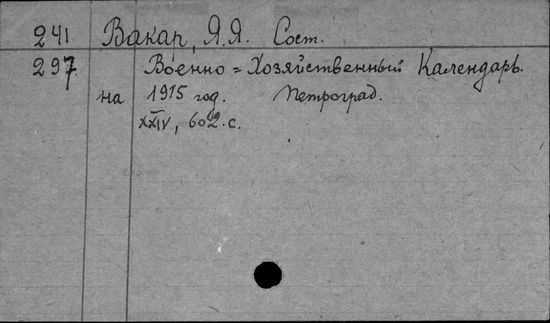 241 Вакар, Я.Я. Сост.
297 Военно=Хозяйственный Календарь
на 1915 год. Петроград.
XXIV, 602.с.